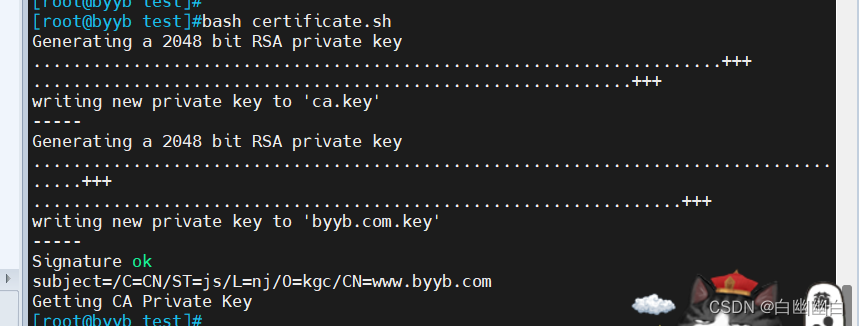 [root@byyb test]#
[root@byyb test]#bash certificate.sh
Generating a 2048 bit RSA private key
.....................................................................+++
............................................................+++
writing new private key to 'ca.key'
-----
Generating a 2048 bit RSA private key
................................................................................
.....+++
.................................................................+++
writing new private key to 'byyb.com.key'
-----
Signature ok
subject=/C=CN/ST=js/L=nj/O=kgc/CN=www.byyb.com
Getting CA Private Key
[root@byyb test]#
CSDN @白幽幽白